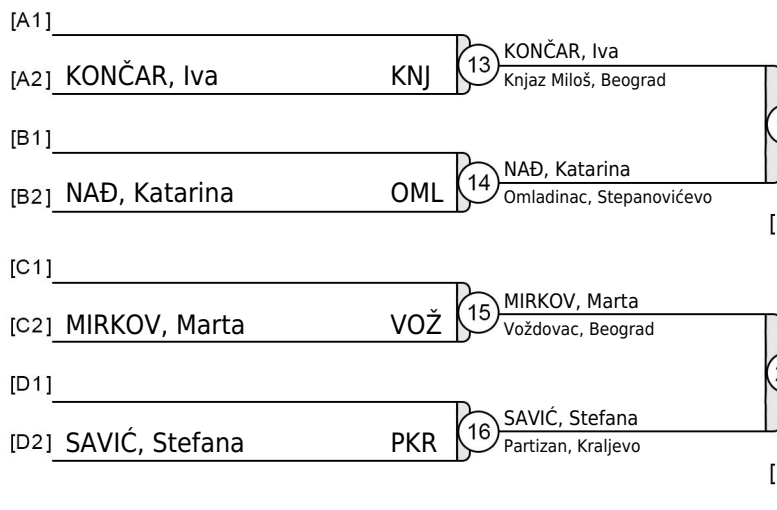 [A1]
[A2] KONČAR, Iva KNJ
13
KONČAR, Iva
Knjaz Miloš, Beograd
[B1]
[B2] NAĐ, Katarina OML
14
NAĐ, Katarina
Omladinac, Stepanovićevo
[
[C1]
[C2] MIRKOV, Marta VOŽ
15
MIRKOV, Marta
Voždovac, Beograd
[D1]
[D2] SAVIĆ, Stefana PKR
16
SAVIĆ, Stefana
Partizan, Kraljevo
[